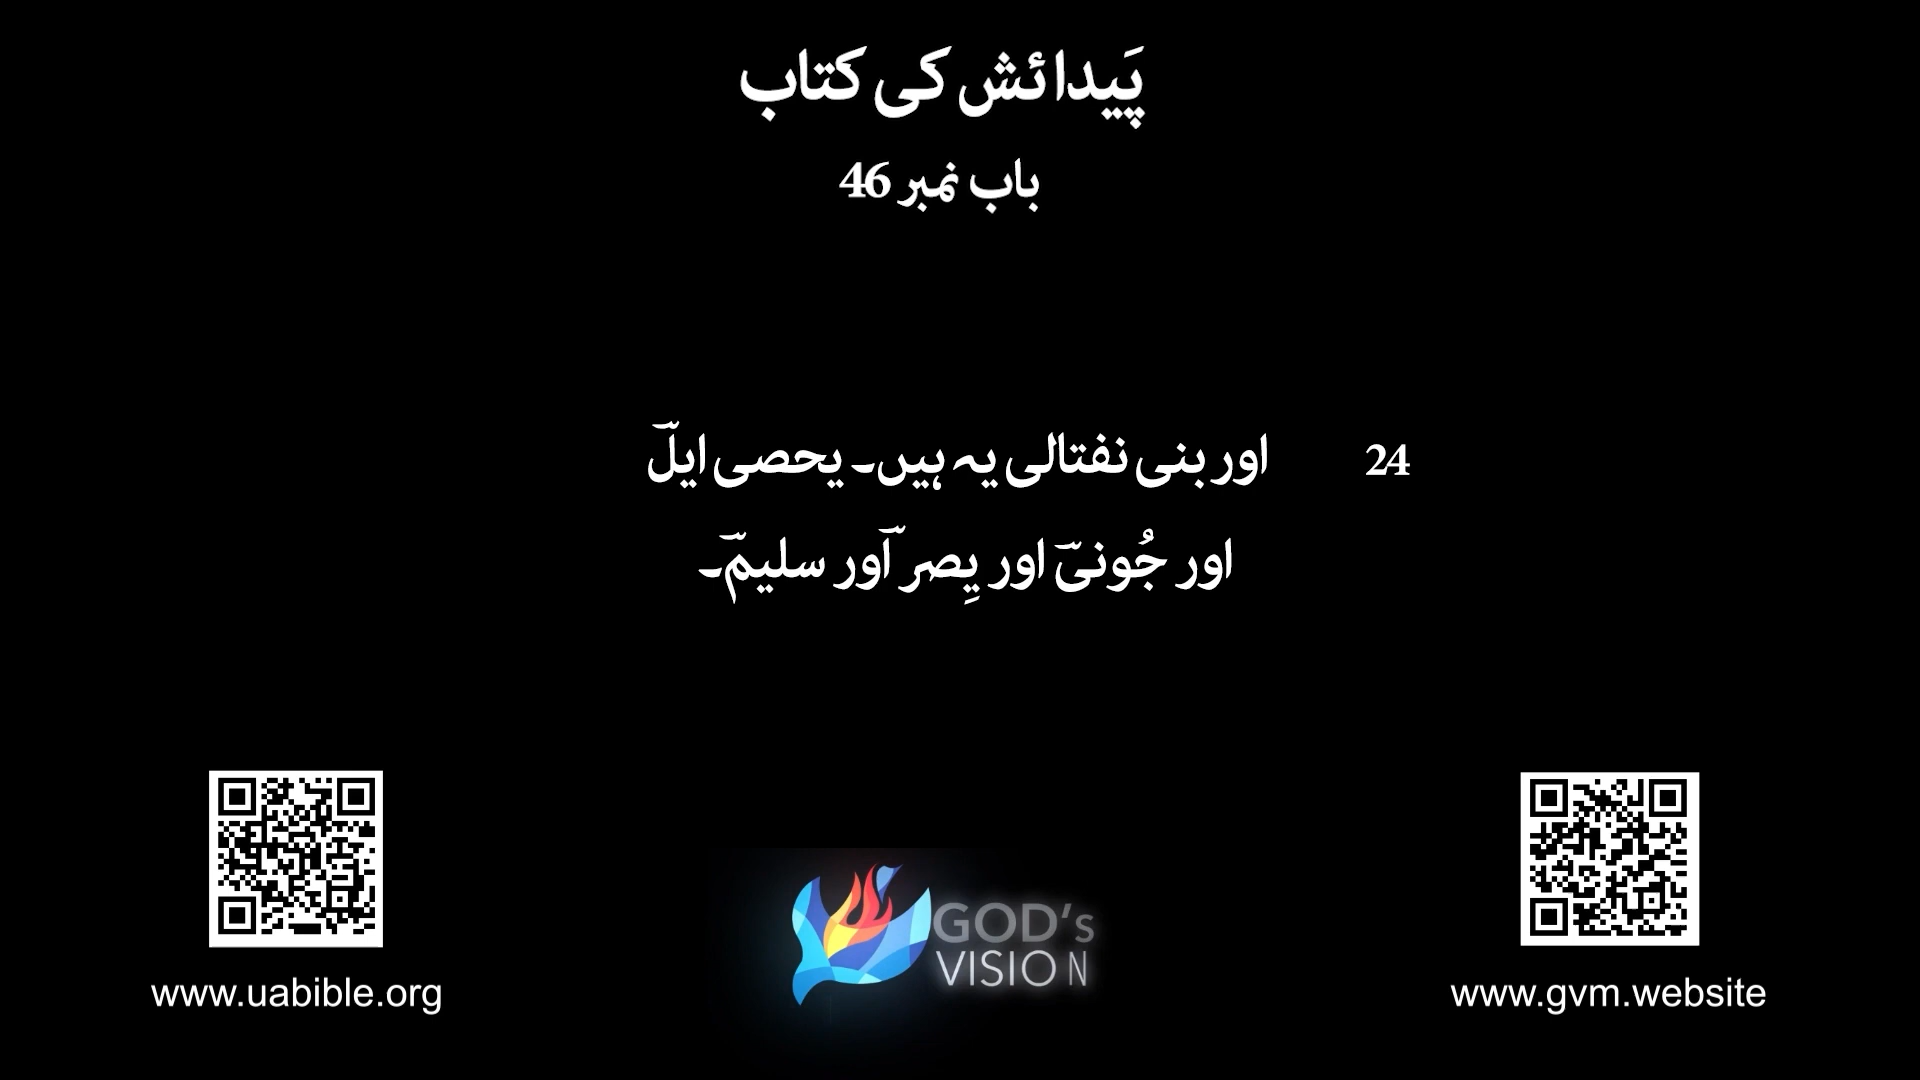 پَیدائش کی کتاب
باب نمبر 46
24 اور بنی نفتالی یہ ہیں۔ یحصی ایلؔ
اور جُونیؔ اور یِصرؔ اور سلیمؔ۔
GOD's
VISION
www.uabible.org
www.gvm.website